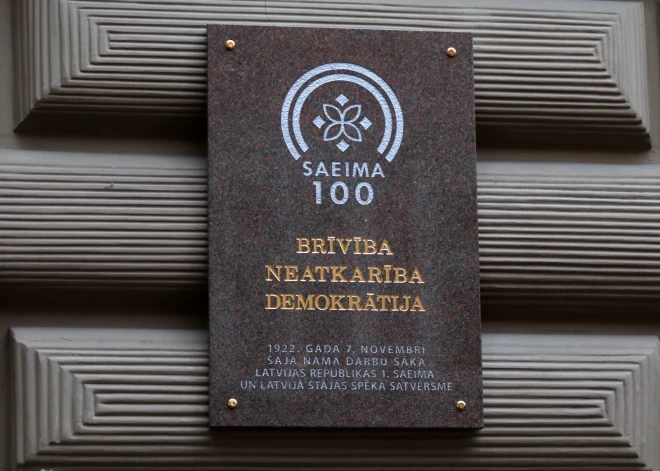 SAEIMA
100
BRĪVĪBA
NEATKARĪBA
DEMOKRĀTIJA
1922. GADA 7. NOVEMBRĪ
ŠAJĀ NAMĀ DARBU SĀKA
LATVIJAS REPUBLIKAS 1. SAEIMA
UN LATVIJĀ STĀJĀS SPĒKĀ SATVERSME